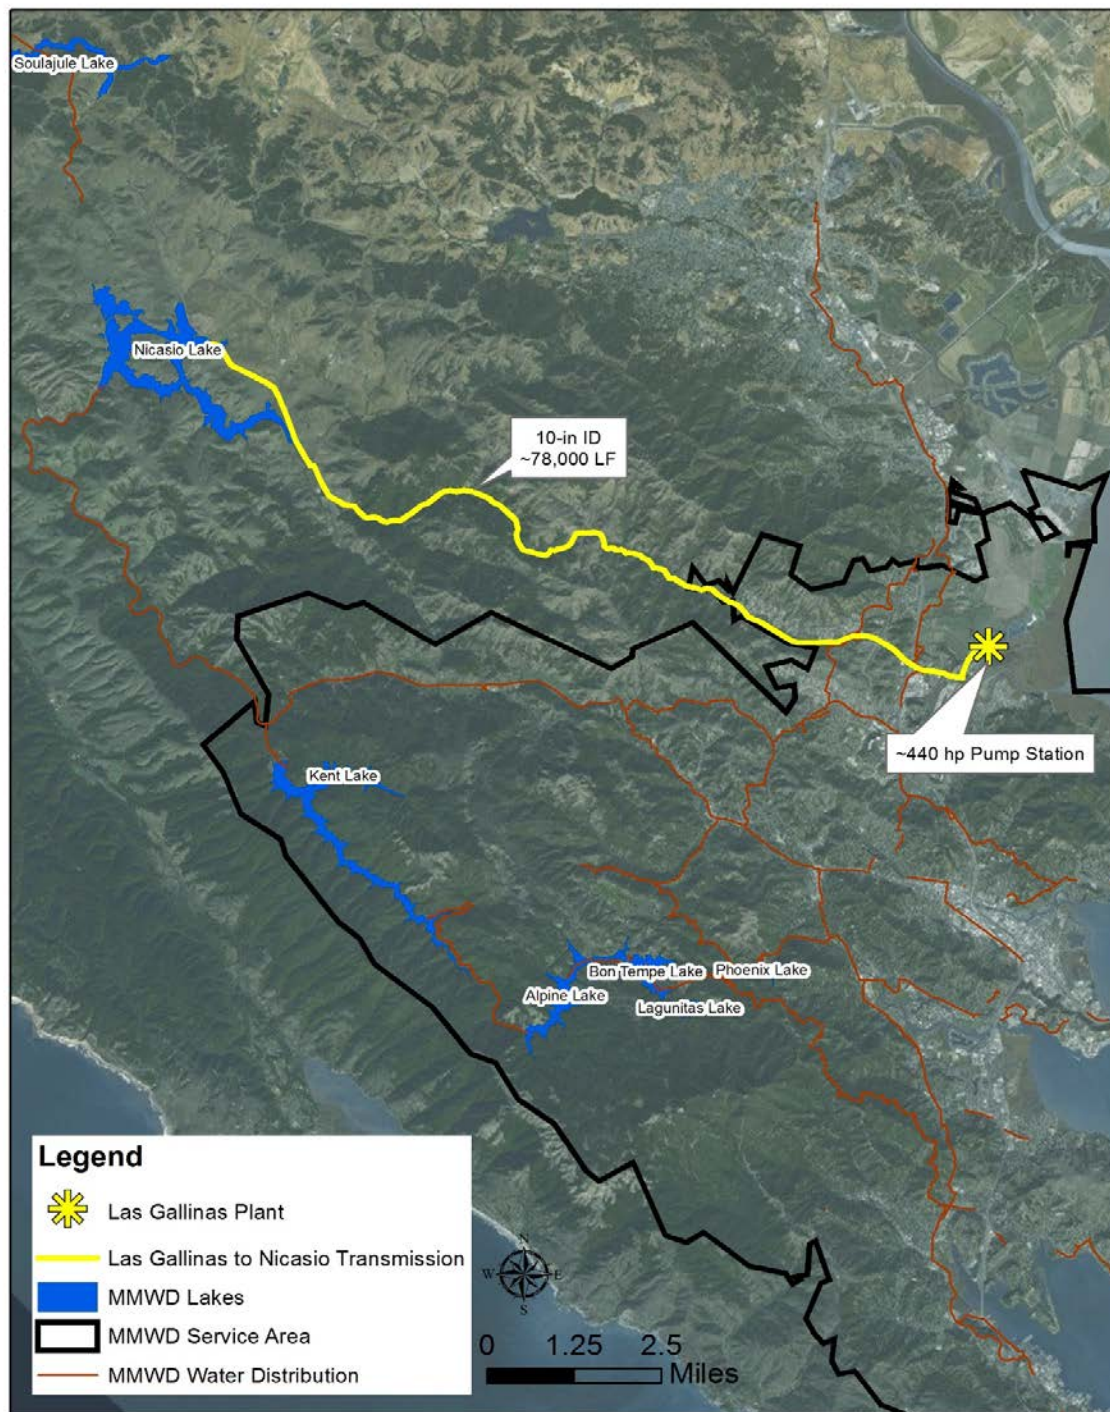 Soulajule Lake
Nicasio Lake
10-in ID
~78,000 LF
~440 hp Pump Station
Kent Lake
Bon Tempe Lake
Phoenix Lake
Alpine Lake
Lagunitas Lake
Legend
Las Gallinas Plant
Las Gallinas to Nicasio Transmission
MMWD Lakes
MMWD Service Area
MMWD Water Distribution
N
W
E
S
0 1.25 2.5
Miles